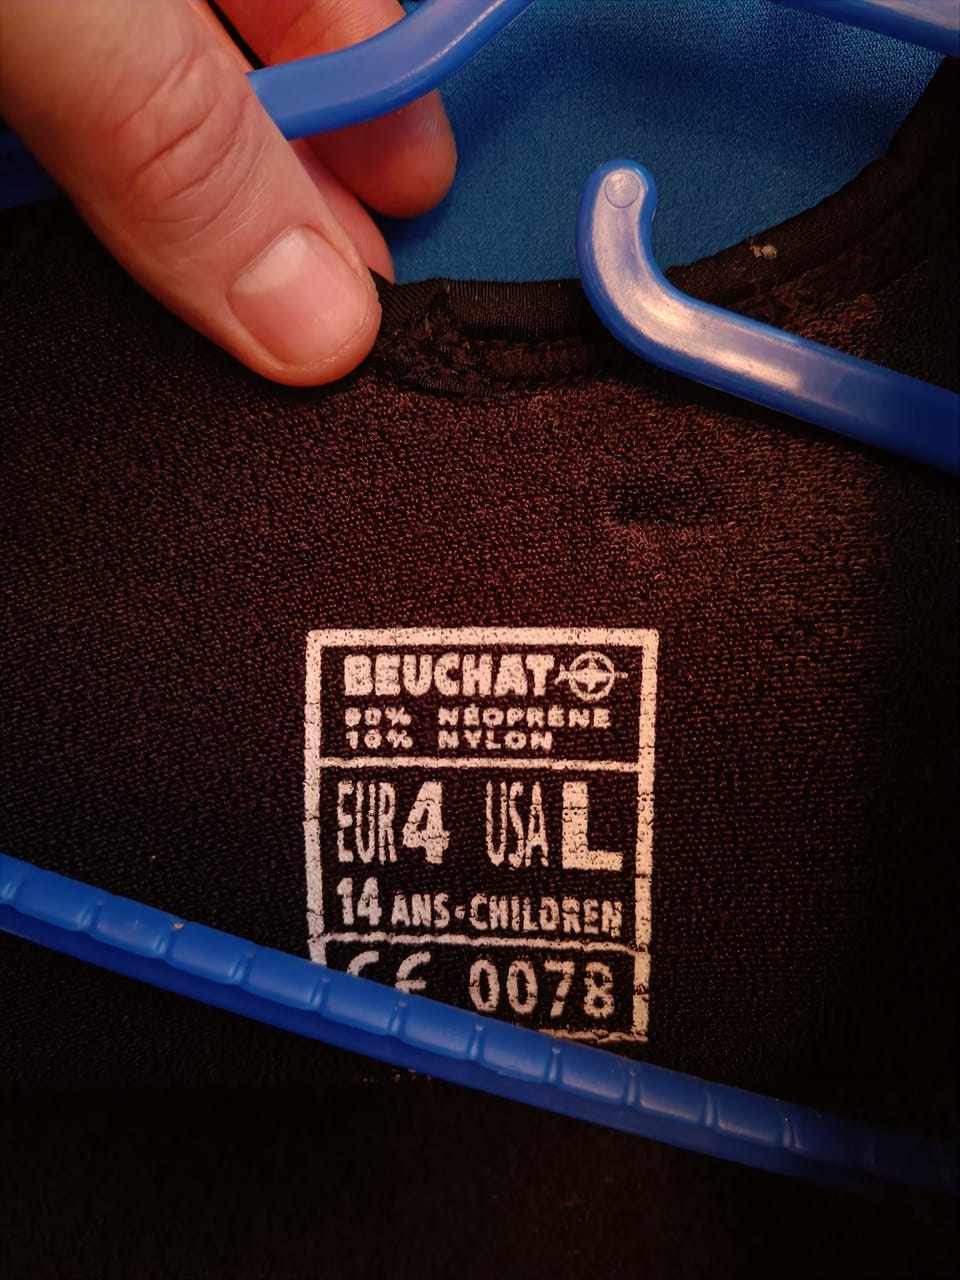 BEUCHAT
90% NÉOPRÈNE
10% NYLON
EUR 4 USA L
14 ANS-CHILDREN
CE 0078